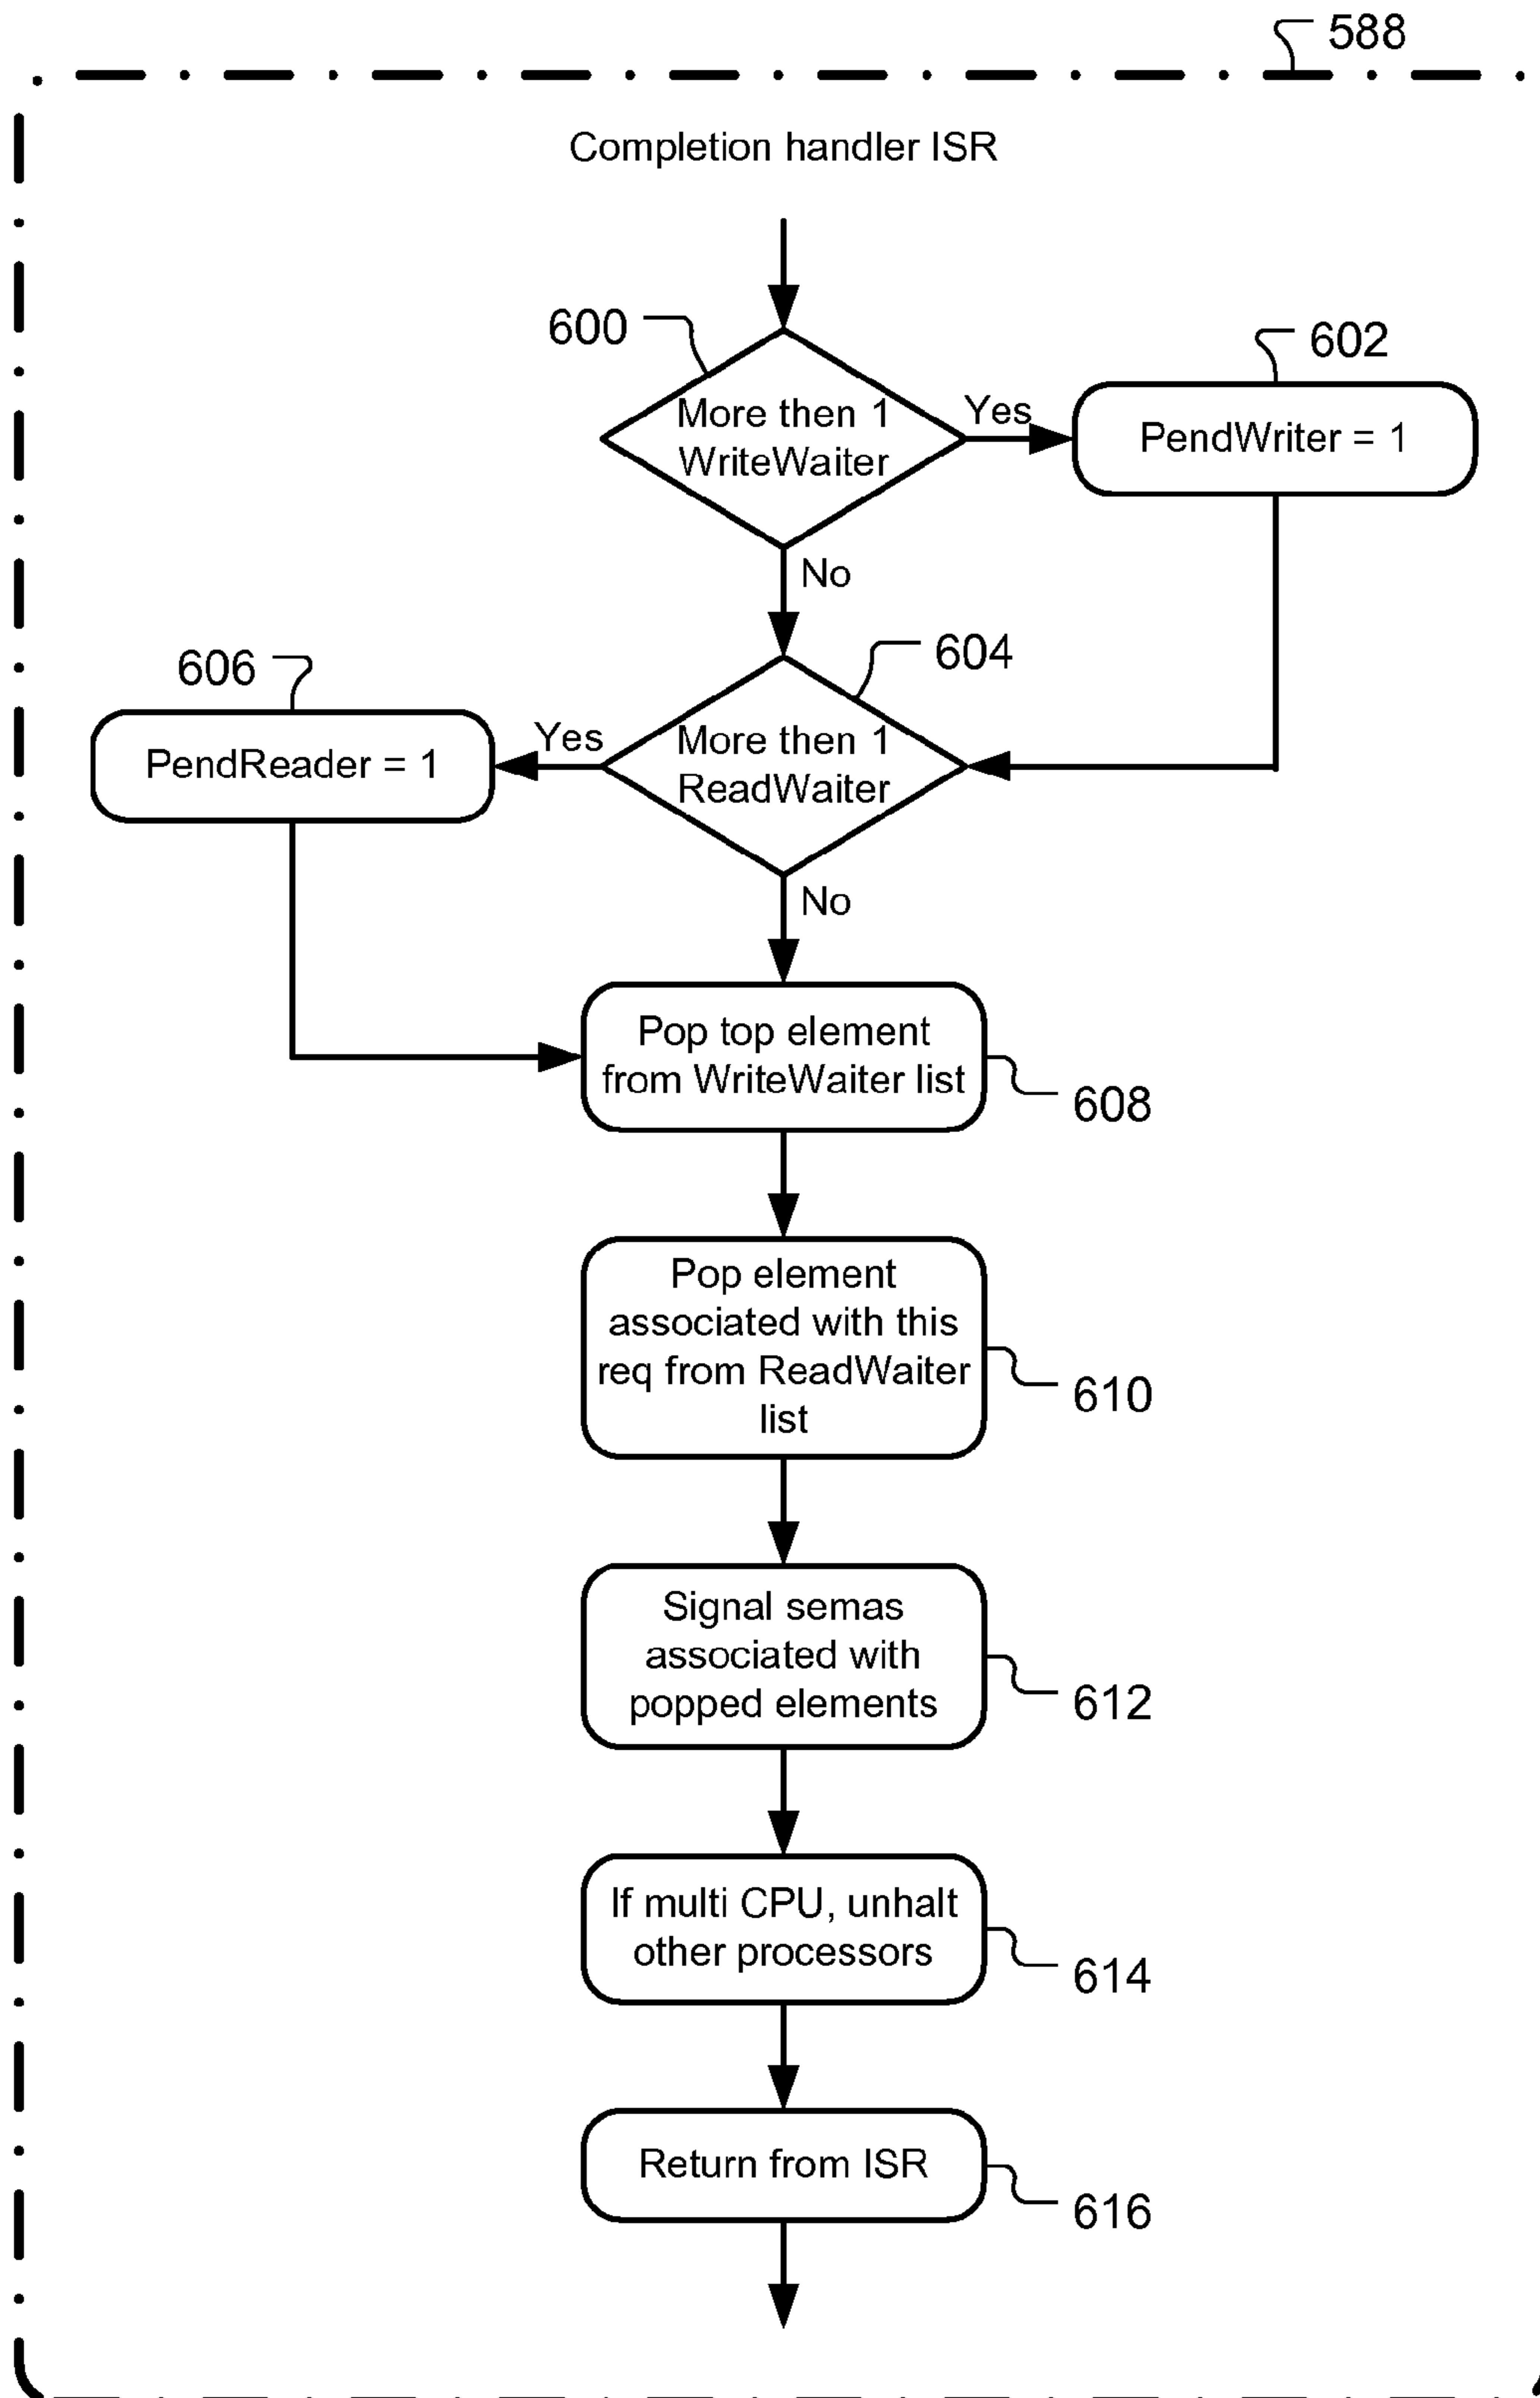 588
Completion handler ISR
600
602
More then 1
WriteWaiter
Yes
PendWriter = 1
No
604
606
More then 1
ReadWaiter
Yes
PendReader = 1
No
Pop top element
from WriteWaiter list
608
Pop element
associated with this
req from ReadWaiter
list
610
Signal semas
associated with
popped elements
612
If multi CPU, unhalt
other processors
614
Return from ISR
616